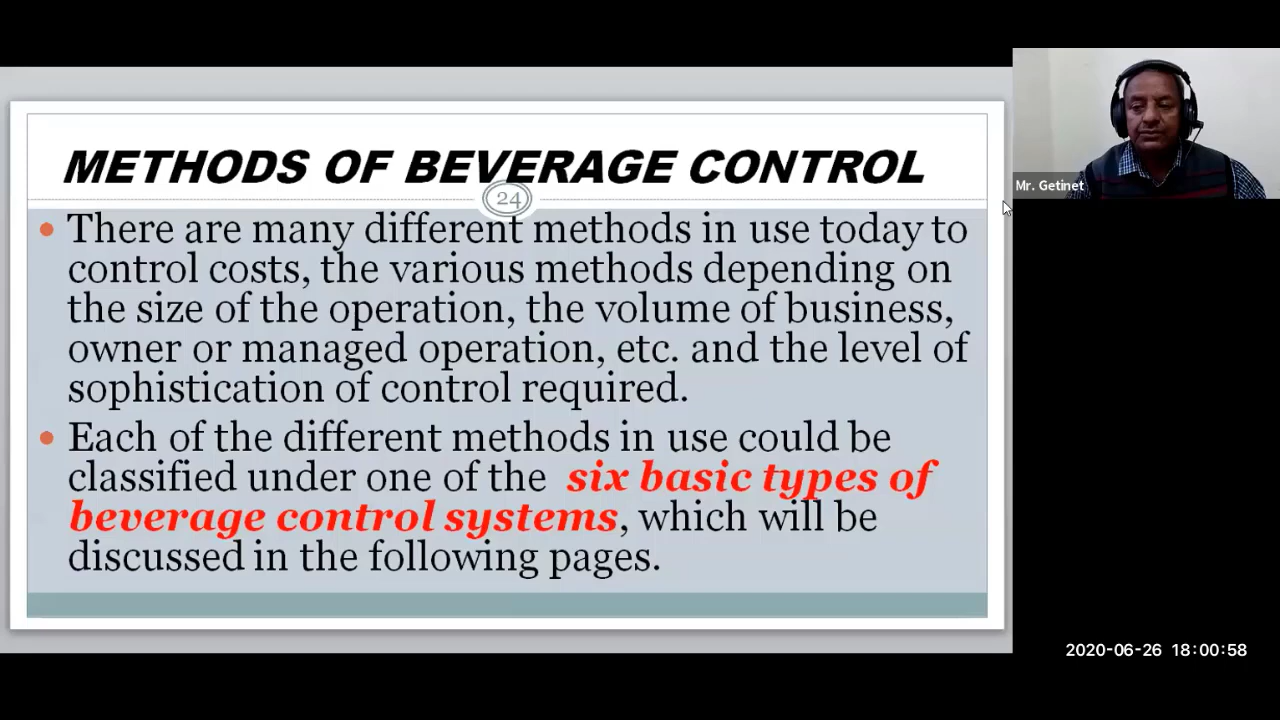 METHODS OF BEVERAGE CONTROL
24
• There are many different methods in use today to
control costs, the various methods depending on
the size of the operation, the volume of business,
owner or managed operation, etc. and the level of
sophistication of control required.
• Each of the different methods in use could be
classified under one of the six basic types of
beverage control systems, which will be
discussed in the following pages.
Mr. Getinet
2020-06-26 18:00:58